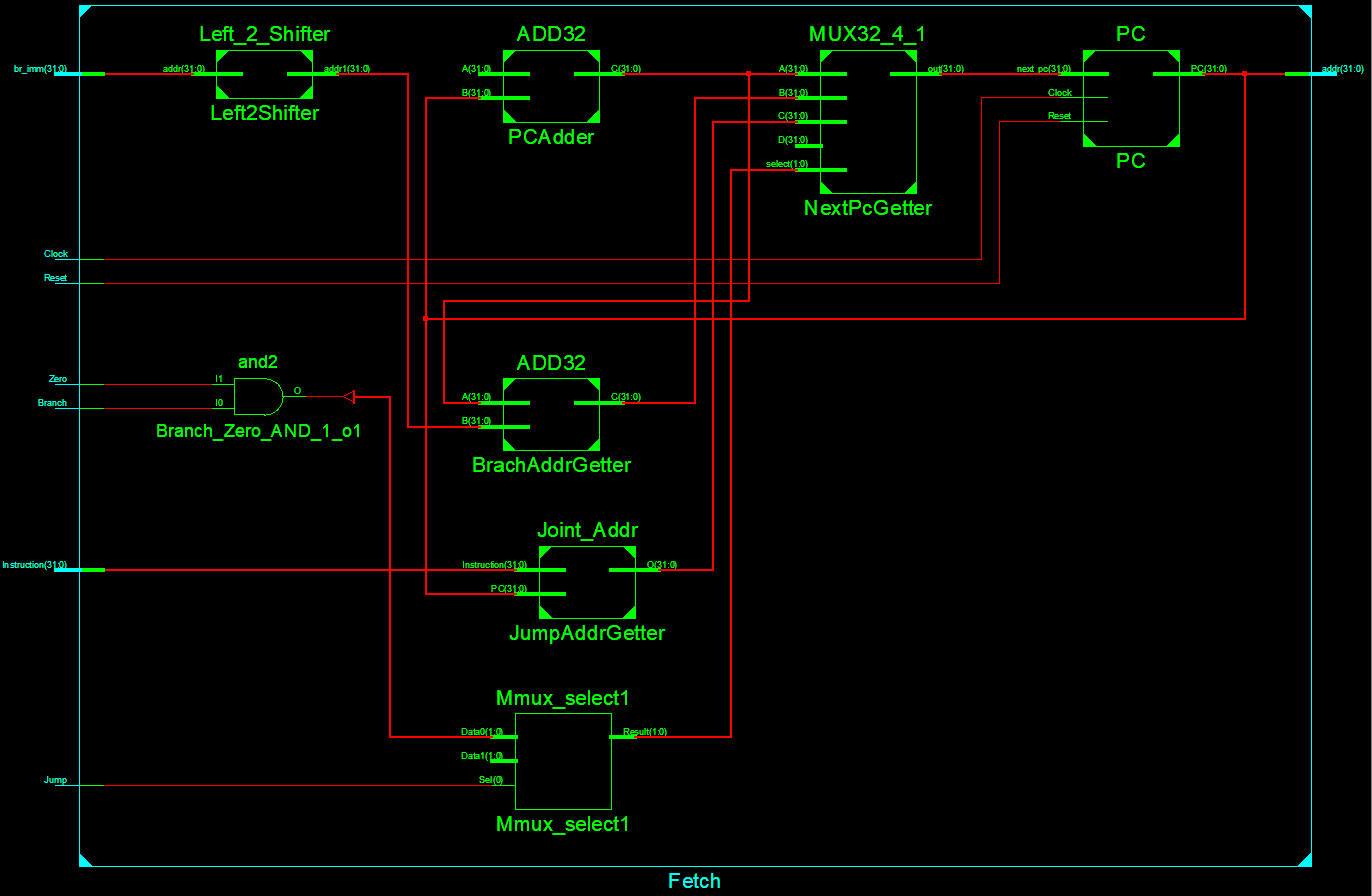 Left_2_Shifter
br_imm(31:0)
addr(31:0)
addr1(31:0)
Left2Shifter
ADD32
A(31:0)
B(31:0)
C(31:0)
PCAdder
MUX32_4_1
A(31:0)
B(31:0)
C(31:0)
D(31:0)
select(1:0)
out(31:0)
NextPcGetter
PC
next_pc(31:0)
Clock
Reset
PC(31:0)
PC
addr(31:0)
Clock
Reset
Zero
Branch
and2
I1
I0
O
Branch_Zero_AND_1_o1
ADD32
A(31:0)
B(31:0)
C(31:0)
BrachAddrGetter
Instruction(31:0)
Joint_Addr
Instruction(31:0)
PC(31:0)
O(31:0)
JumpAddrGetter
Jump
Mmux_select1
Data0(1:0)
Data1(1:0)
Sel(0)
Result(1:0)
Mmux_select1
Fetch